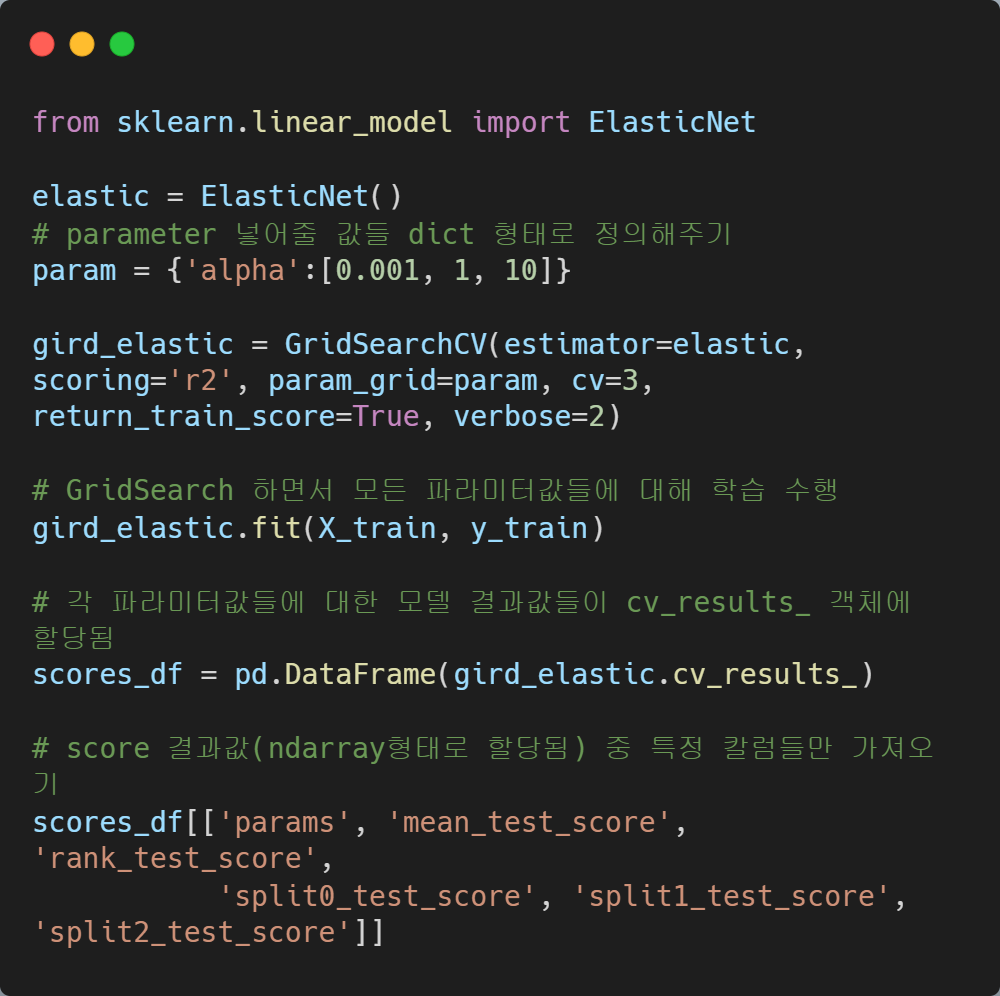 from sklearn.linear_model import ElasticNet
elastic = ElasticNet()
# parameter 넣어줄 값들 dict 형태로 정의해주기
param = {'alpha':[0.001, 1, 10]}
gird_elastic = GridSearchCV(estimator=elastic,
scoring='r2', param_grid=param, cv=3,
return_train_score=True, verbose=2)
# GridSearch 하면서 모든 파라미터값들에 대해 학습 수행
gird_elastic.fit(X_train, y_train)
# 각 파라미터값들에 대한 모델 결과값들이 cv_results_ 객체에
할당됨
scores_df = pd.DataFrame(gird_elastic.cv_results_)
# score 결과값(ndarray형태로 할당됨) 중 특정 칼럼들만 가져오
기
scores_df[['params', 'mean_test_score',
'rank_test_score',
           'split0_test_score', 'split1_test_score',
'split2_test_score']]